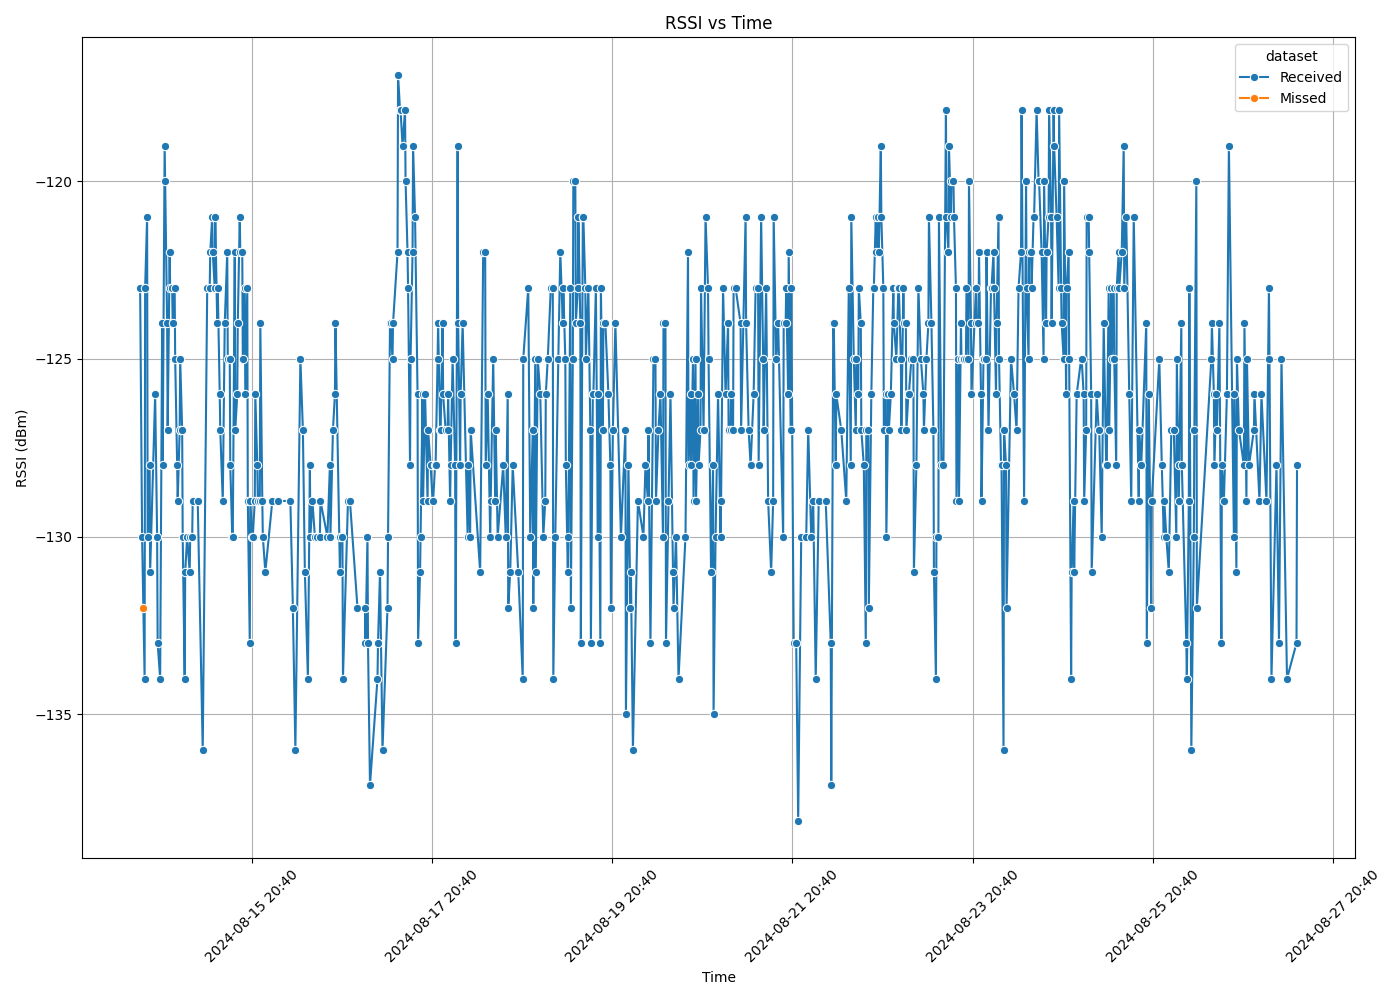 RSSI vs Time
dataset
Received
Missed
RSSI (dBm)
−120
−125
−130
−135
2024-08-15 20:40
2024-08-17 20:40
2024-08-19 20:40
2024-08-21 20:40
2024-08-23 20:40
2024-08-25 20:40
2024-08-27 20:40
Time